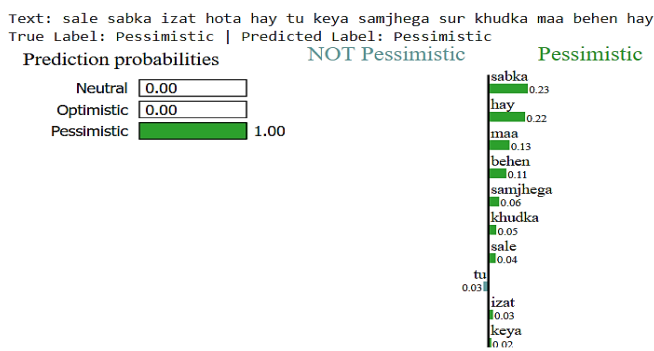 Text: sale sabka izat hota hay tu keya samjhega sur khudka maa behen hay
True Label: Pessimistic | Predicted Label: Pessimistic
Prediction probabilities
Neutral 0.00
Optimistic 0.00
Pessimistic 1.00
NOT Pessimistic Pessimistic
sabka
0.23
hay
0.22
maa
0.13
behen
0.11
samjhega
0.06
khudka
0.05
sale
0.04
tu
0.03
izat
0.03
keya
0.02